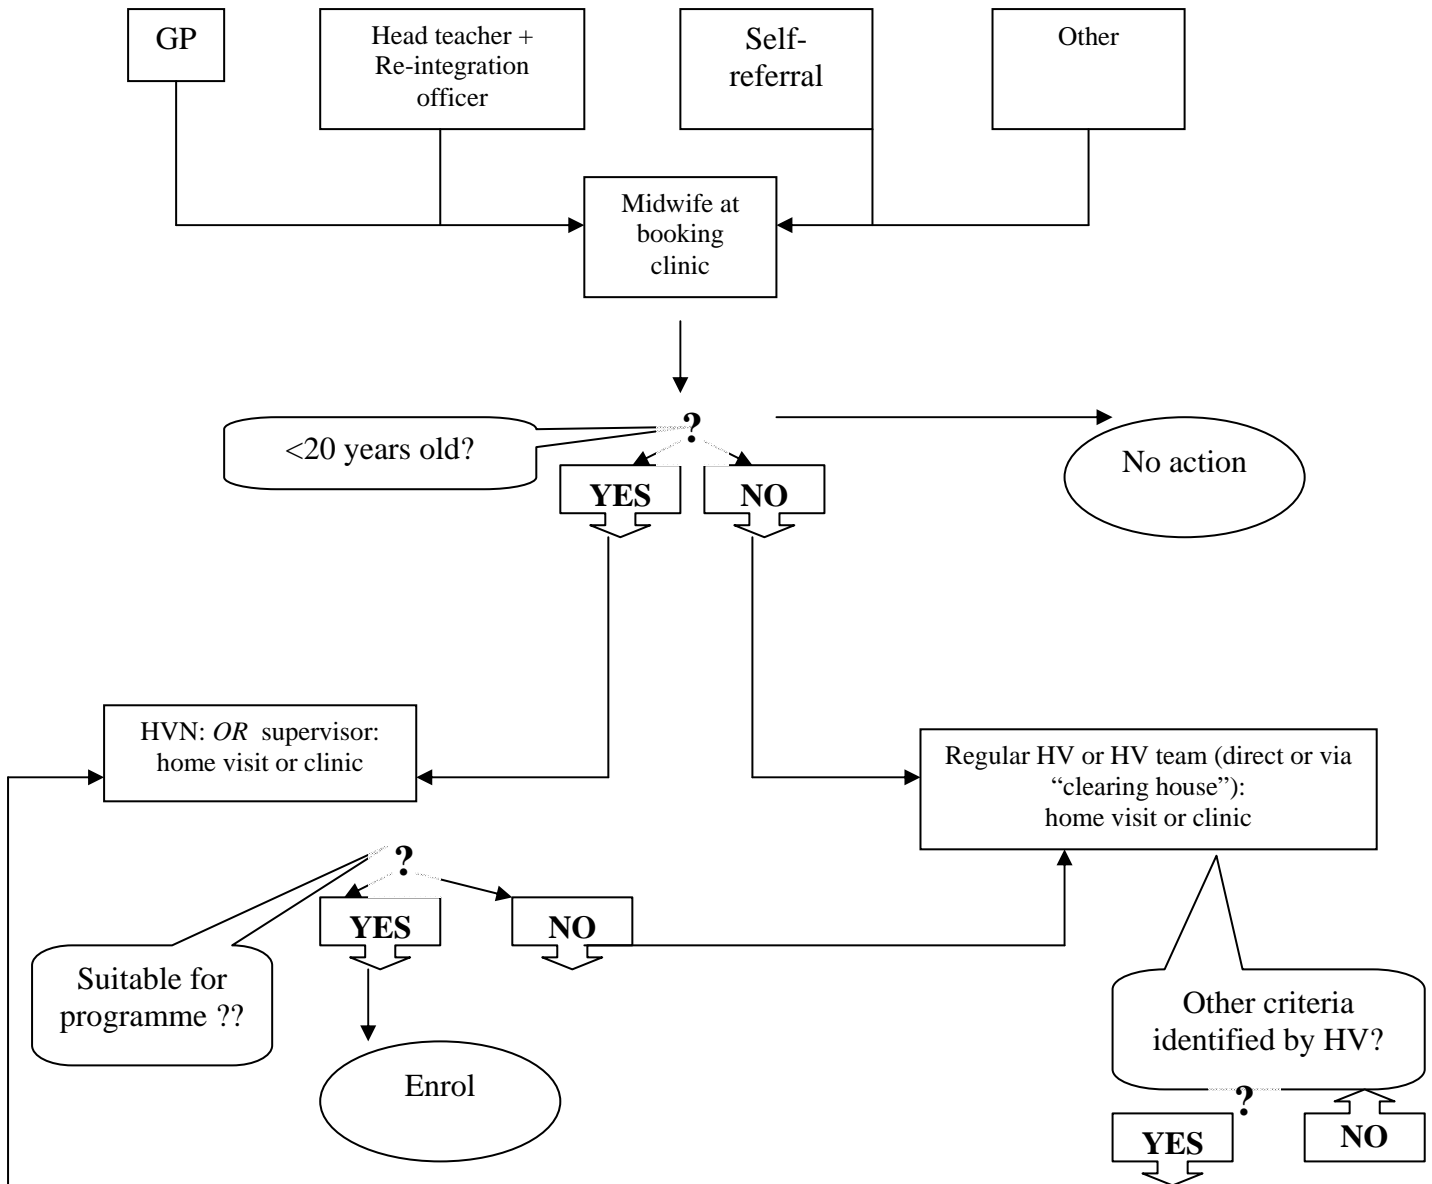 GP
Head teacher +
Re-integration
officer
Self-
referral
Other
Midwife at
booking
clinic
?
<20 years old?
No action
YES
NO
HVN: OR supervisor:
home visit or clinic
Regular HV or HV team (direct or via
“clearing house”):
home visit or clinic
?
YES
NO
Suitable for
programme ??
Other criteria
identified by HV?
Enrol
?
YES
NO